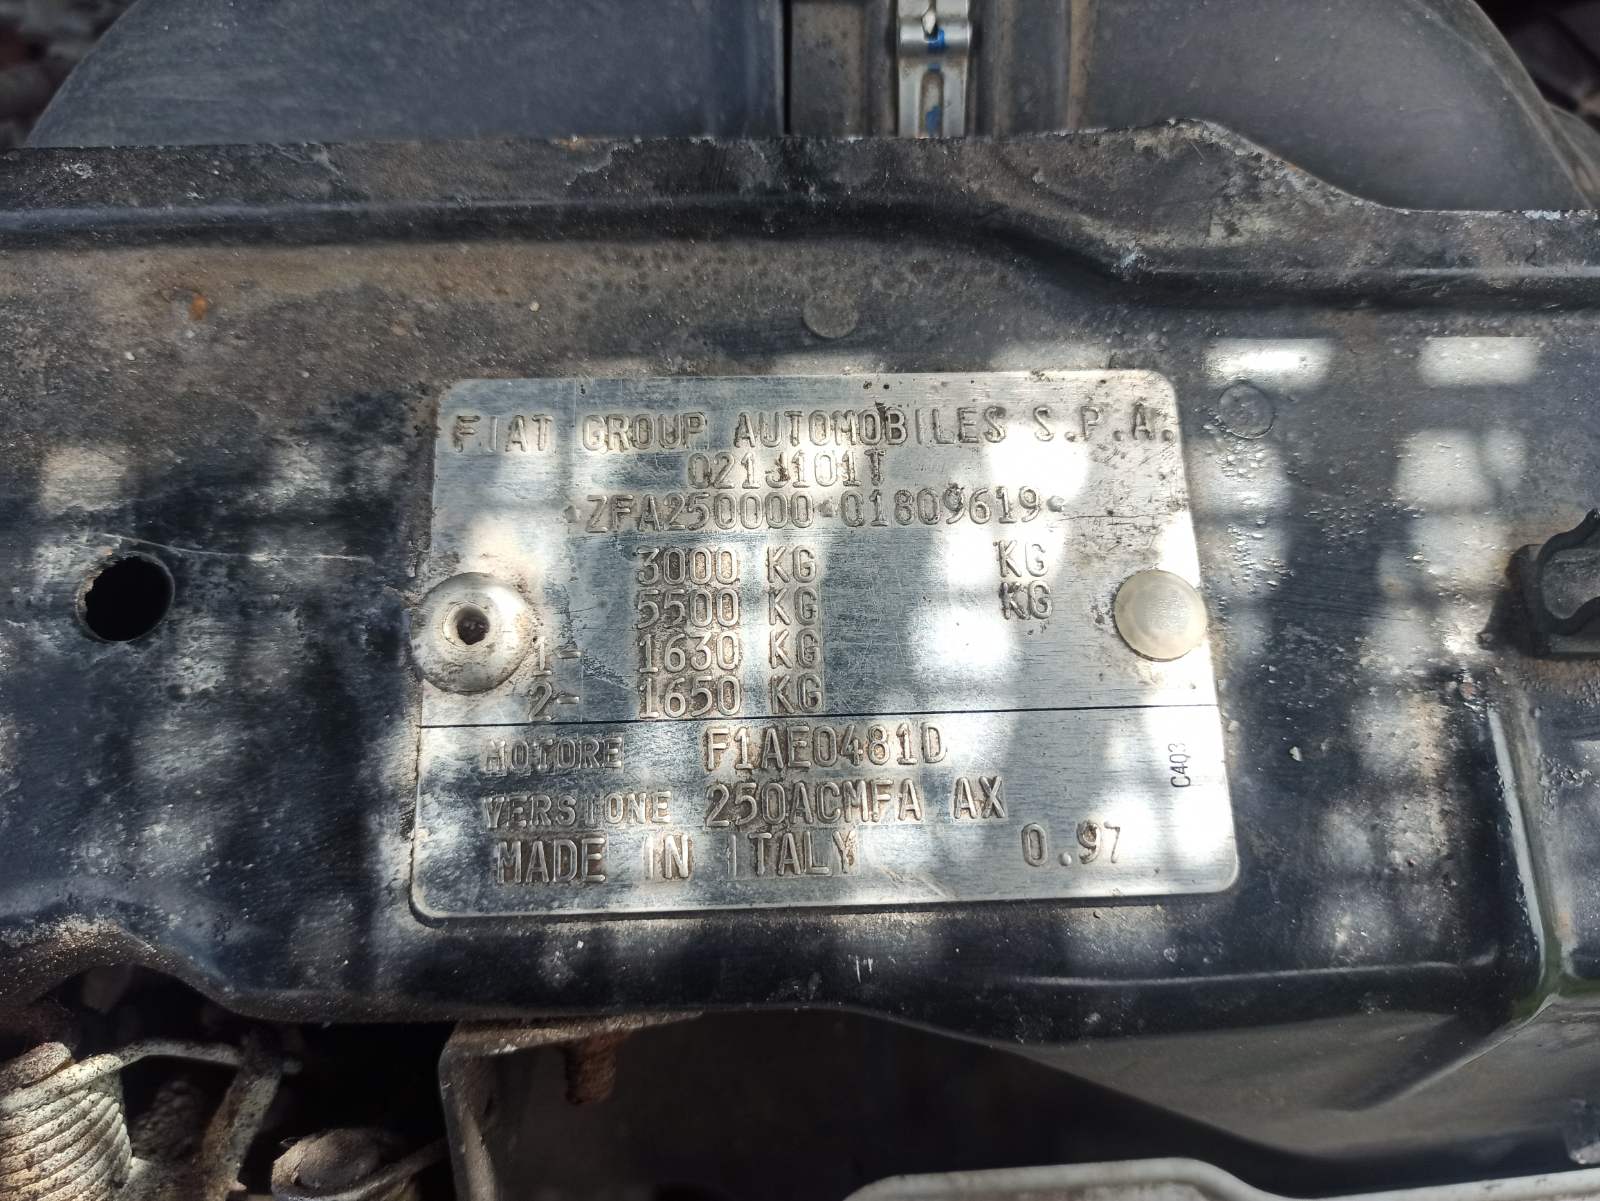 FIAT GROUP AUTOMOBILES S.P.A.
021J101T
*ZFA250000*01809619*
3000 KG KG
5500 KG KG
1- 1630 KG
2- 1650 KG
MOTORE F1AE0481D
VERSIONE 250ACMFA AX
MADE IN ITALY 0.97
C403